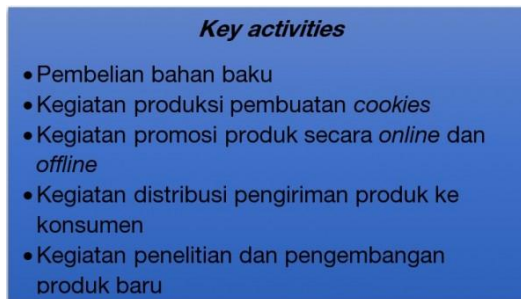 Key activities
• Pembelian bahan baku
• Kegiatan produksi pembuatan cookies
• Kegiatan promosi produk secara online dan
offline
• Kegiatan distribusi pengiriman produk ke
konsumen
• Kegiatan penelitian dan pengembangan
produk baru